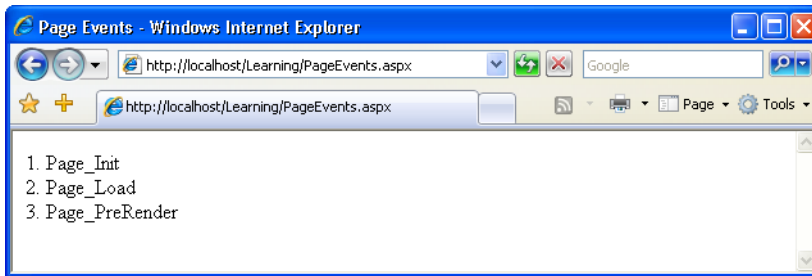 Page Events - Windows Internet Explorer
http://localhost/Learning/PageEvents.aspx
Google
http://localhost/Learning/PageEvents.aspx
Page
Tools
1. Page_Init
2. Page_Load
3. Page_PreRender